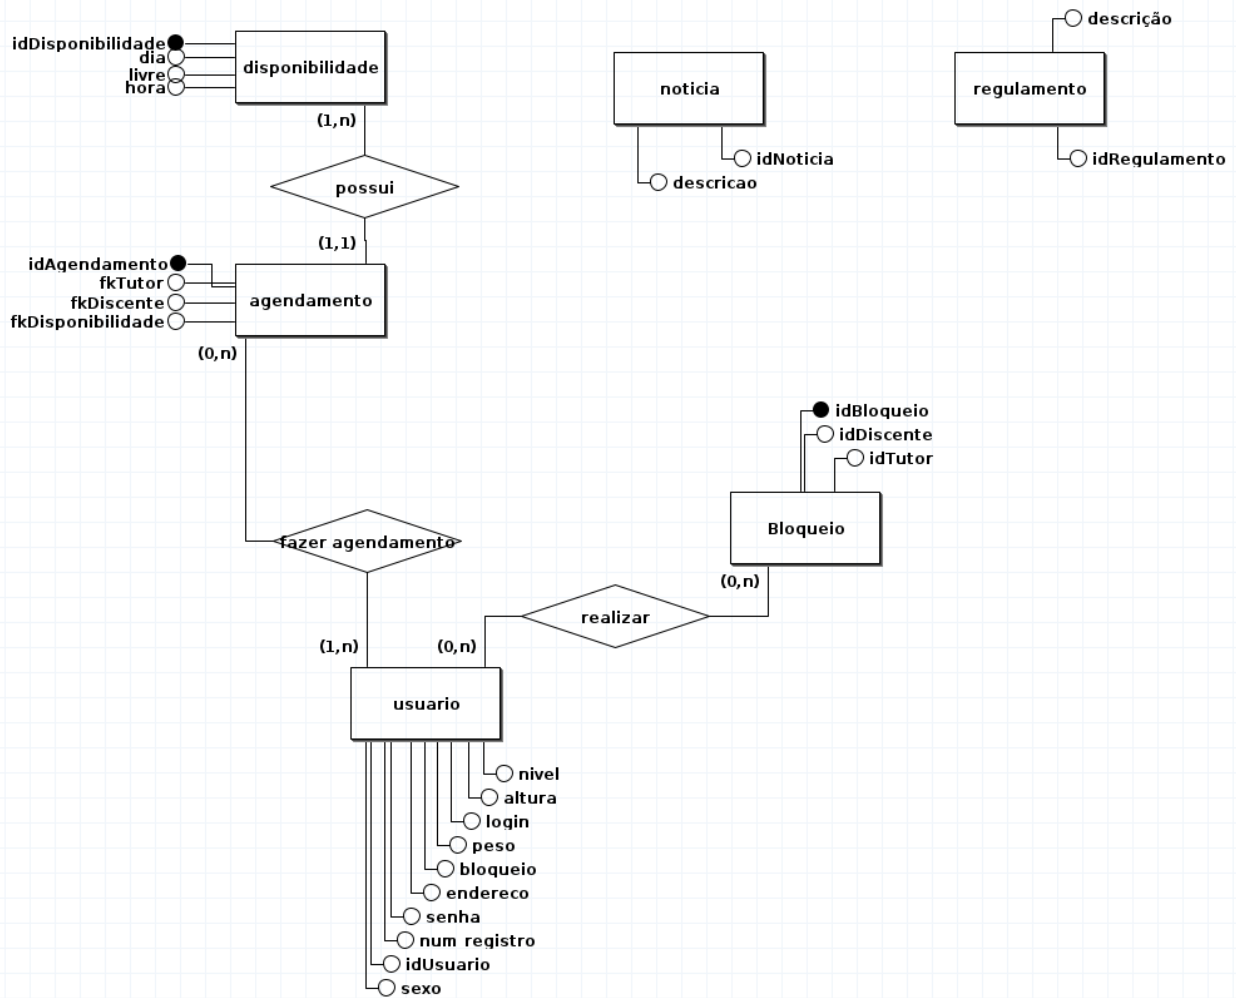 descrição
idDisponibilidade
dia
livre
hora
disponibilidade
noticia
regulamento
(1,n)
idNoticia
idRegulamento
descricao
possui
(1,1)
idAgendamento
fkTutor
fkDiscente
fkDisponibilidade
agendamento
(0,n)
idBloqueio
idDiscente
idTutor
Bloqueio
fazer agendamento
(0,n)
realizar
(1,n)
(0,n)
usuario
nivel
altura
login
peso
bloqueio
endereco
senha
num registro
idUsuario
sexo